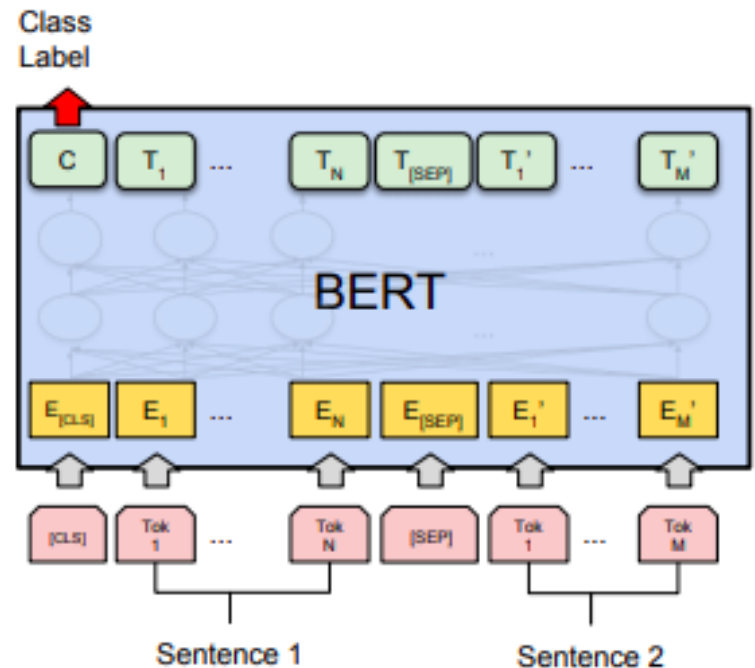 Class
Label
C T1 ... TN T[SEP] T1' ... TM'
...
BERT
...
E[CLS] E1 ... EN E[SEP] E1' ... EM'
[CLS] Tok 1 ... Tok N [SEP] Tok 1 ... Tok M
Sentence 1 Sentence 2